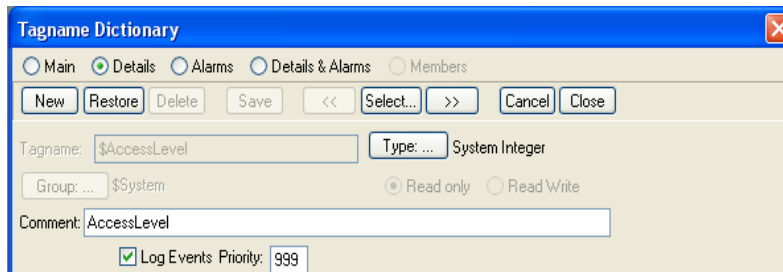 Tagname Dictionary
Main Details Alarms Details & Alarms Members
New Restore Delete Save << Select... >> Cancel Close
Tagname: $AccessLevel Type: ... System Integer
Group: ... $System Read only Read Write
Comment: AccessLevel
Log Events Priority: 999